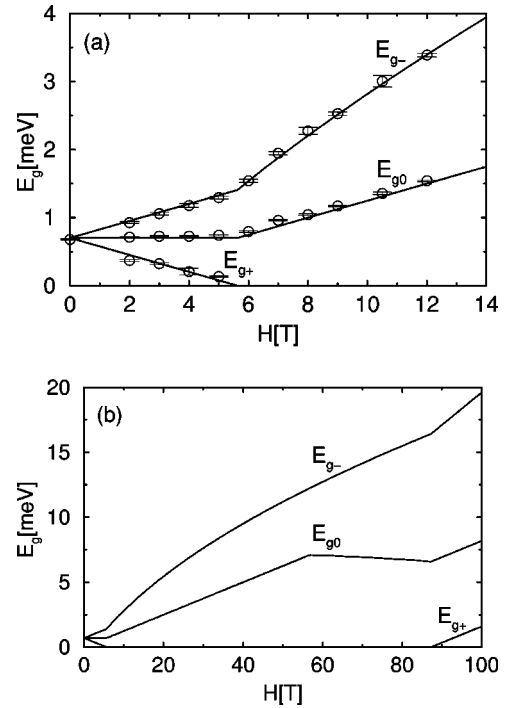 (a)
4
3
2
1
0
E_g[meV]
E_g-
E_g0
E_g+
0 2 4 6 8 10 12 14
H[T]
(b)
20
15
10
5
0
E_g[meV]
E_g-
E_g0
E_g+
0 20 40 60 80 100
H[T]